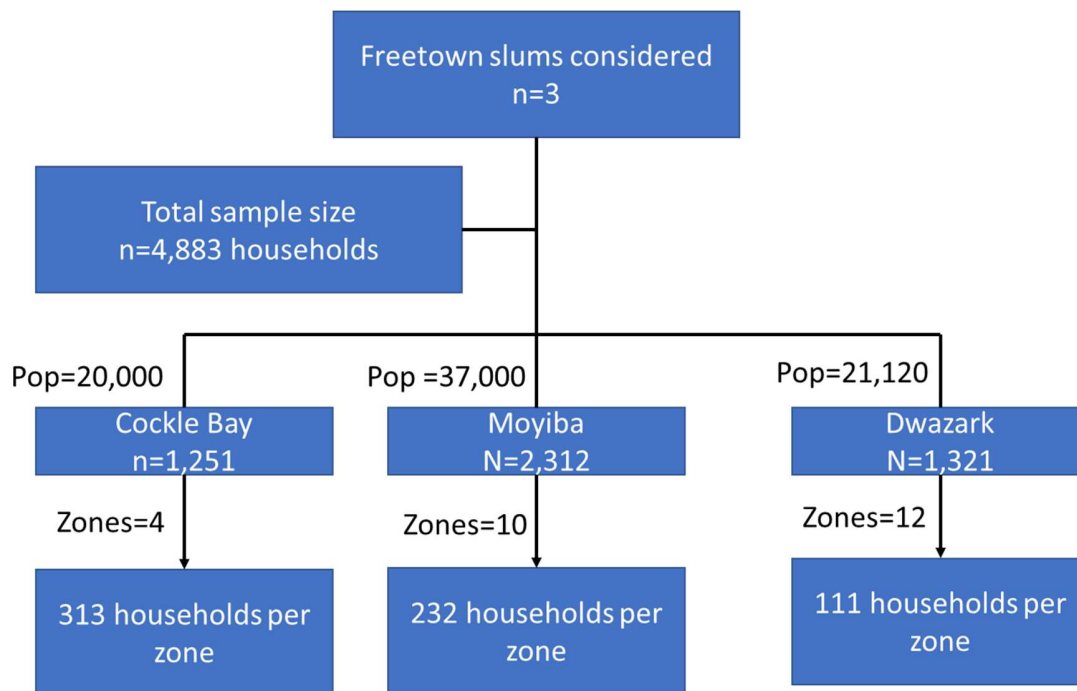 Freetown slums considered
n=3
Total sample size
n=4,883 households
Pop=20,000
Pop =37,000
Pop=21,120
Cockle Bay
n=1,251
Moyiba
N=2,312
Dwazark
N=1,321
Zones=4
Zones=10
Zones=12
313 households per
zone
232 households per
zone
111 households per
zone